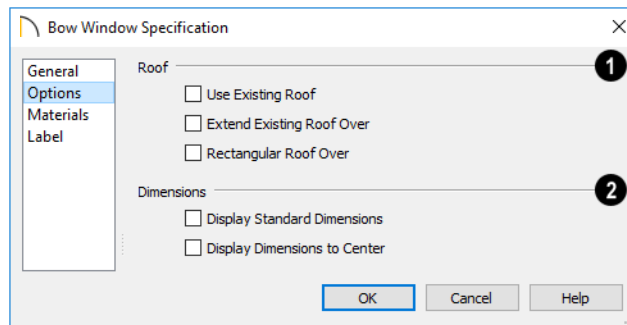 Bow Window Specification
General
Options
Materials
Label
Roof
1
Use Existing Roof
Extend Existing Roof Over
Rectangular Roof Over
Dimensions
2
Display Standard Dimensions
Display Dimensions to Center
OK
Cancel
Help